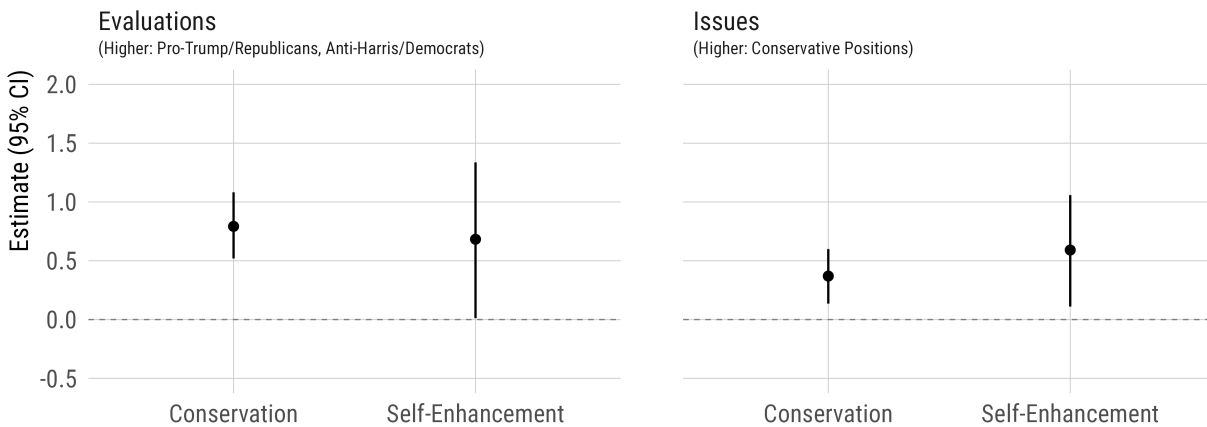 Evaluations
(Higher: Pro-Trump/Republicans, Anti-Harris/Democrats)
Issues
(Higher: Conservative Positions)
Estimate (95% CI)
2.0
1.5
1.0
0.5
0.0
-0.5
Conservation
Self-Enhancement
Conservation
Self-Enhancement